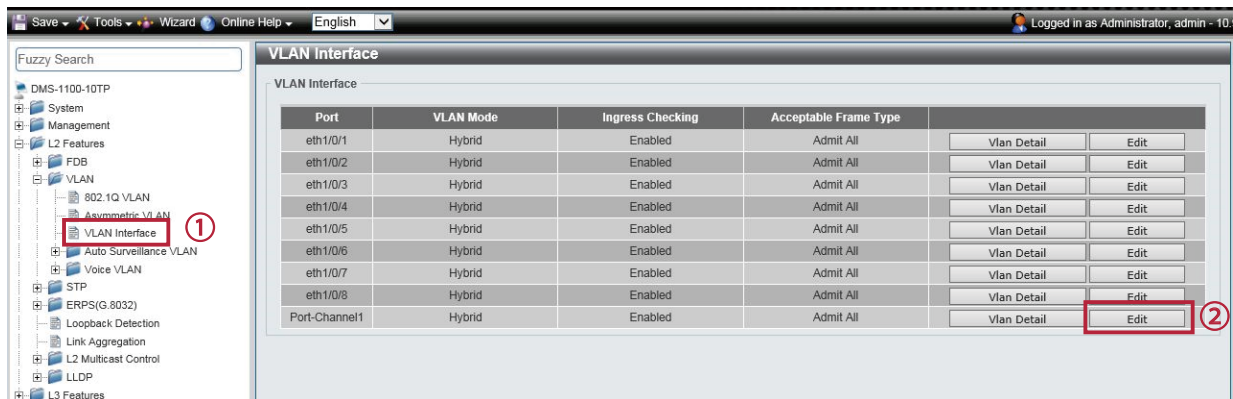 Save Tools Wizard Online Help English Logged in as Administrator, admin - 10.
Fuzzy Search
DMS-1100-10TP
System
Management
L2 Features
FDB
VLAN
802.1Q VLAN
Asymmetric VLAN
VLAN Interface ①
Auto Surveillance VLAN
Voice VLAN
STP
ERPS(G.8032)
Loopback Detection
Link Aggregation
L2 Multicast Control
LLDP
L3 Features
VLAN Interface
VLAN Interface
Port VLAN Mode Ingress Checking Acceptable Frame Type
eth1/0/1 Hybrid Enabled Admit All Vlan Detail Edit
eth1/0/2 Hybrid Enabled Admit All Vlan Detail Edit
eth1/0/3 Hybrid Enabled Admit All Vlan Detail Edit
eth1/0/4 Hybrid Enabled Admit All Vlan Detail Edit
eth1/0/5 Hybrid Enabled Admit All Vlan Detail Edit
eth1/0/6 Hybrid Enabled Admit All Vlan Detail Edit
eth1/0/7 Hybrid Enabled Admit All Vlan Detail Edit
eth1/0/8 Hybrid Enabled Admit All Vlan Detail Edit
Port-Channel1 Hybrid Enabled Admit All Vlan Detail Edit ②